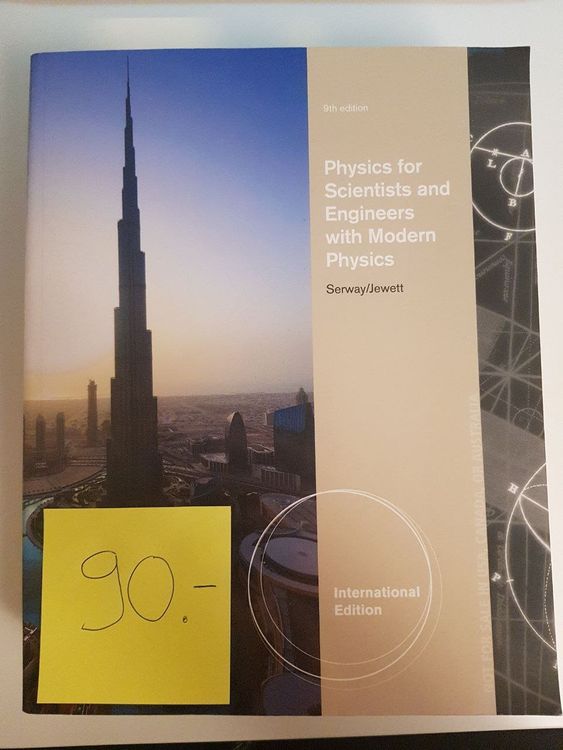 9th edition
Physics for
Scientists and
Engineers
with Modern
Physics
Serway/Jewett
International
Edition
90.-
C
A
L
B
F
H
P